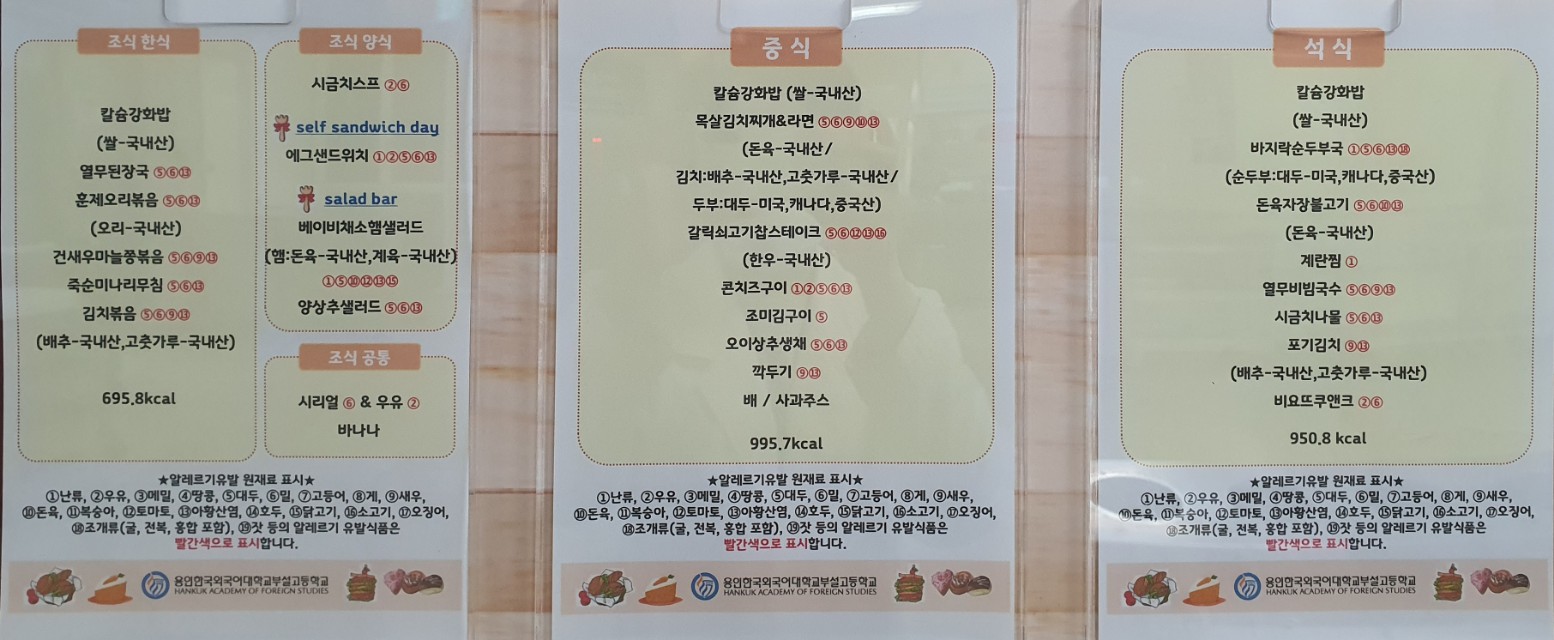 조식 한식
칼슘강화밥
(쌀-국내산)
열무된장국 ⑤⑥⑬
훈제오리볶음 ⑤⑥⑬
(오리-국내산)
건새우마늘쫑볶음 ⑤⑥⑨⑬
죽순미나리무침 ⑤⑥⑬
김치볶음 ⑤⑥⑨⑬
(배추-국내산,고춧가루-국내산)
695.8kcal
조식 양식
시금치스프 ②⑥
self sandwich day
에그샌드위치 ①②⑤⑥⑬
salad bar
베이비채소햄샐러드
(햄:돈육-국내산,계육-국내산)
①⑤⑩⑫⑬⑮
양상추샐러드 ⑤⑥⑬
조식 공통
시리얼 ⑥ & 우유 ②
바나나
★알레르기유발 원재료 표시★
①난류, ②우유, ③메밀, ④땅콩, ⑤대두, ⑥밀, ⑦고등어, ⑧게, ⑨새우,
⑩돈육, ⑪복숭아, ⑫토마토, ⑬아황산염, ⑭호두, ⑮닭고기, ⑯소고기, ⑰오징어,
⑱조개류(굴, 전복, 홍합 포함), ⑲잣 등의 알레르기 유발식품은
빨간색으로 표시합니다.
용인한국외국어대학교부설고등학교
HANKUK ACADEMY OF FOREIGN STUDIES
중식
칼슘강화밥 (쌀-국내산)
목살김치찌개&라면 ⑤⑥⑨⑩⑬
(돈육-국내산/
김치:배추-국내산,고춧가루-국내산/
두부:대두-미국,캐나다,중국산)
갈릭쇠고기찹스테이크 ⑤⑥⑫⑬⑯
(한우-국내산)
콘치즈구이 ①②⑤⑥⑬
조미김구이 ⑤
오이상추생채 ⑤⑥⑬
깍두기 ⑨⑬
배 / 사과주스
995.7kcal
★알레르기유발 원재료 표시★
①난류, ②우유, ③메밀, ④땅콩, ⑤대두, ⑥밀, ⑦고등어, ⑧게, ⑨새우,
⑩돈육, ⑪복숭아, ⑫토마토, ⑬아황산염, ⑭호두, ⑮닭고기, ⑯소고기, ⑰오징어,
⑱조개류(굴, 전복, 홍합 포함), ⑲잣 등의 알레르기 유발식품은
빨간색으로 표시합니다.
용인한국외국어대학교부설고등학교
HANKUK ACADEMY OF FOREIGN STUDIES
석식
칼슘강화밥
(쌀-국내산)
바지락순두부국 ①⑤⑥⑬⑱
(순두부:대두-미국,캐나다,중국산)
돈육자장불고기 ⑤⑥⑩⑬
(돈육-국내산)
계란찜 ①
열무비빔국수 ⑤⑥⑨⑬
시금치나물 ⑤⑥⑬
포기김치 ⑨⑬
(배추-국내산,고춧가루-국내산)
비요뜨쿠앤크 ②⑥
950.8 kcal
★알레르기유발 원재료 표시★
①난류, ②우유, ③메밀, ④땅콩, ⑤대두, ⑥밀, ⑦고등어, ⑧게, ⑨새우,
⑩돈육, ⑪복숭아, ⑫토마토, ⑬아황산염, ⑭호두, ⑮닭고기, ⑯소고기, ⑰오징어,
⑱조개류(굴, 전복, 홍합 포함), ⑲잣 등의 알레르기 유발식품은
빨간색으로 표시합니다.
용인한국외국어대학교부설고등학교
HANKUK ACADEMY OF FOREIGN STUDIES